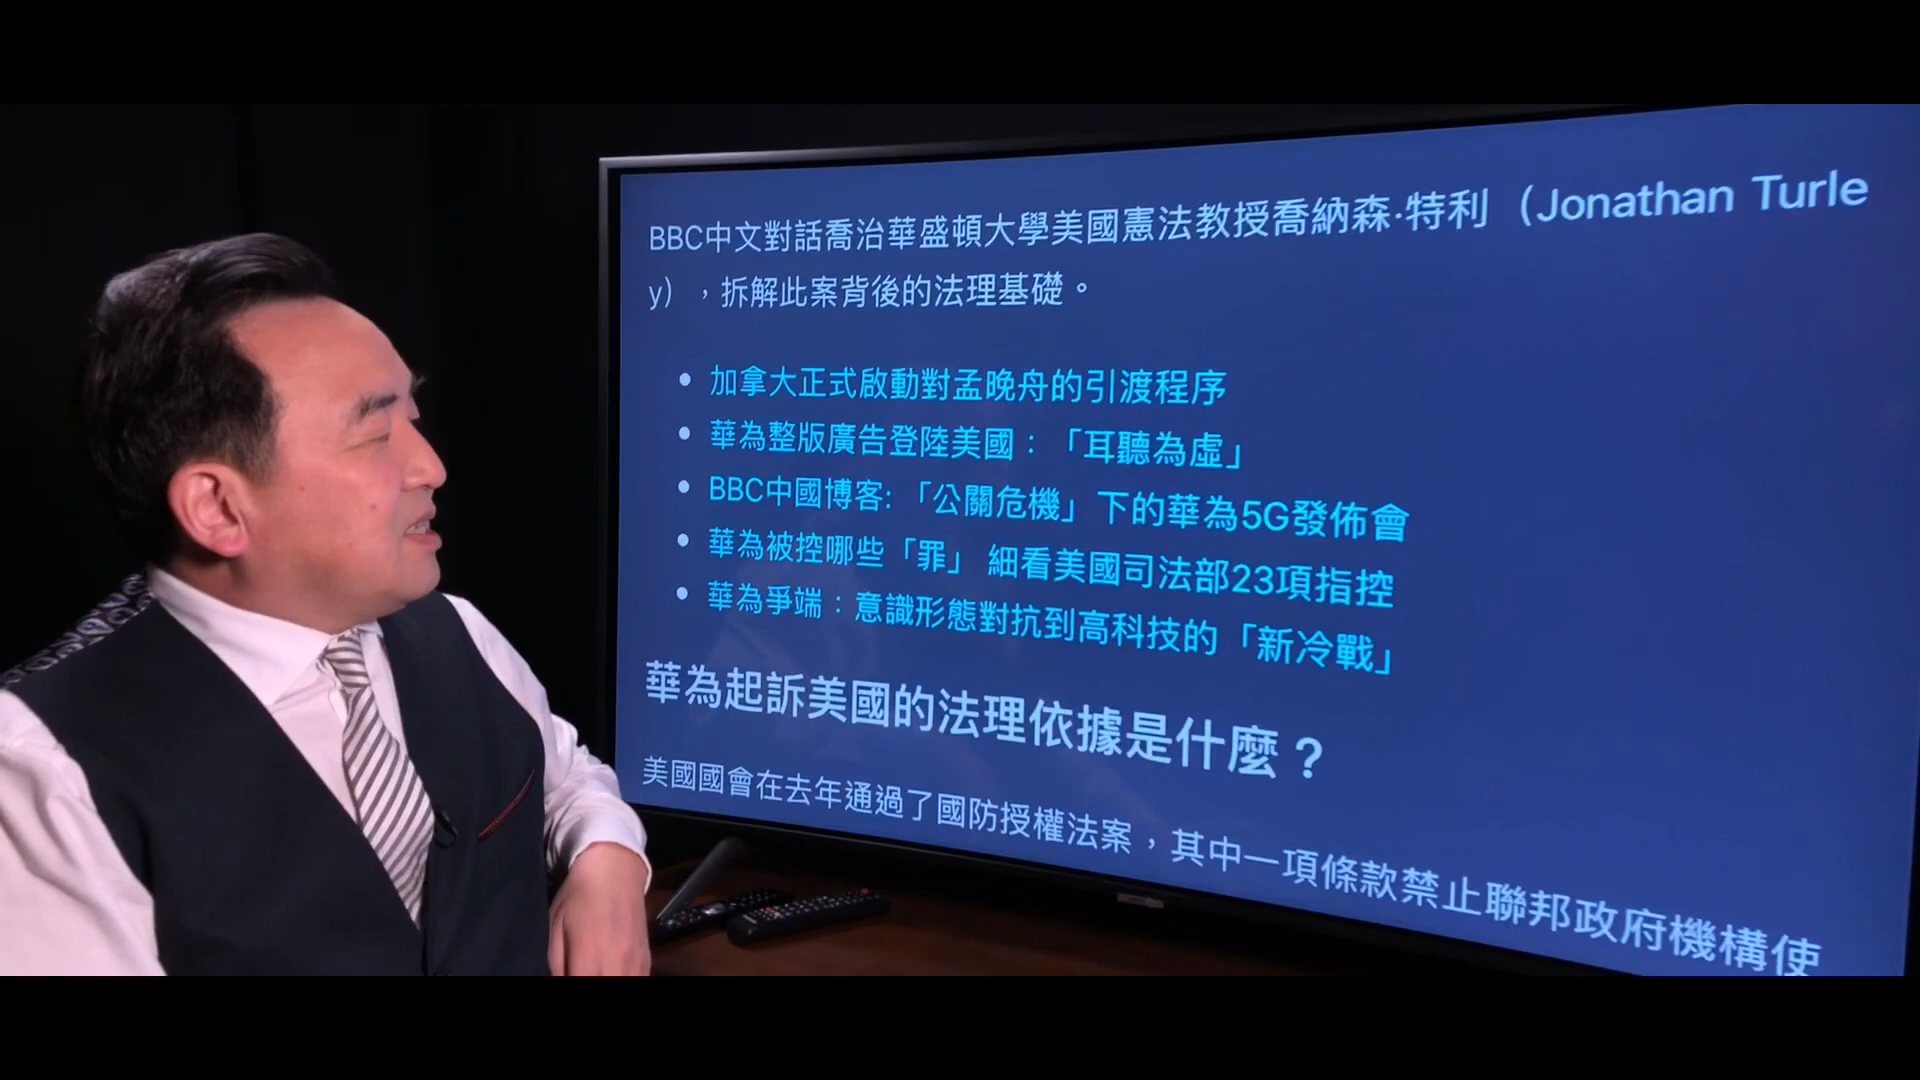 BBC中文對話喬治華盛頓大學美國憲法教授喬納森·特利（Jonathan Turle
y），拆解此案背後的法理基礎。
加拿大正式啟動對孟晚舟的引渡程序
華為整版廣告登陸美國：「耳聽為虛」
BBC中國博客:「公關危機」下的華為5G發佈會
華為被控哪些「罪」 細看美國司法部23項指控
華為爭端：意識形態對抗到高科技的「新冷戰」
華為起訴美國的法理依據是什麼？
美國國會在去年通過了國防授權法案，其中一項條款禁止聯邦政府機構使